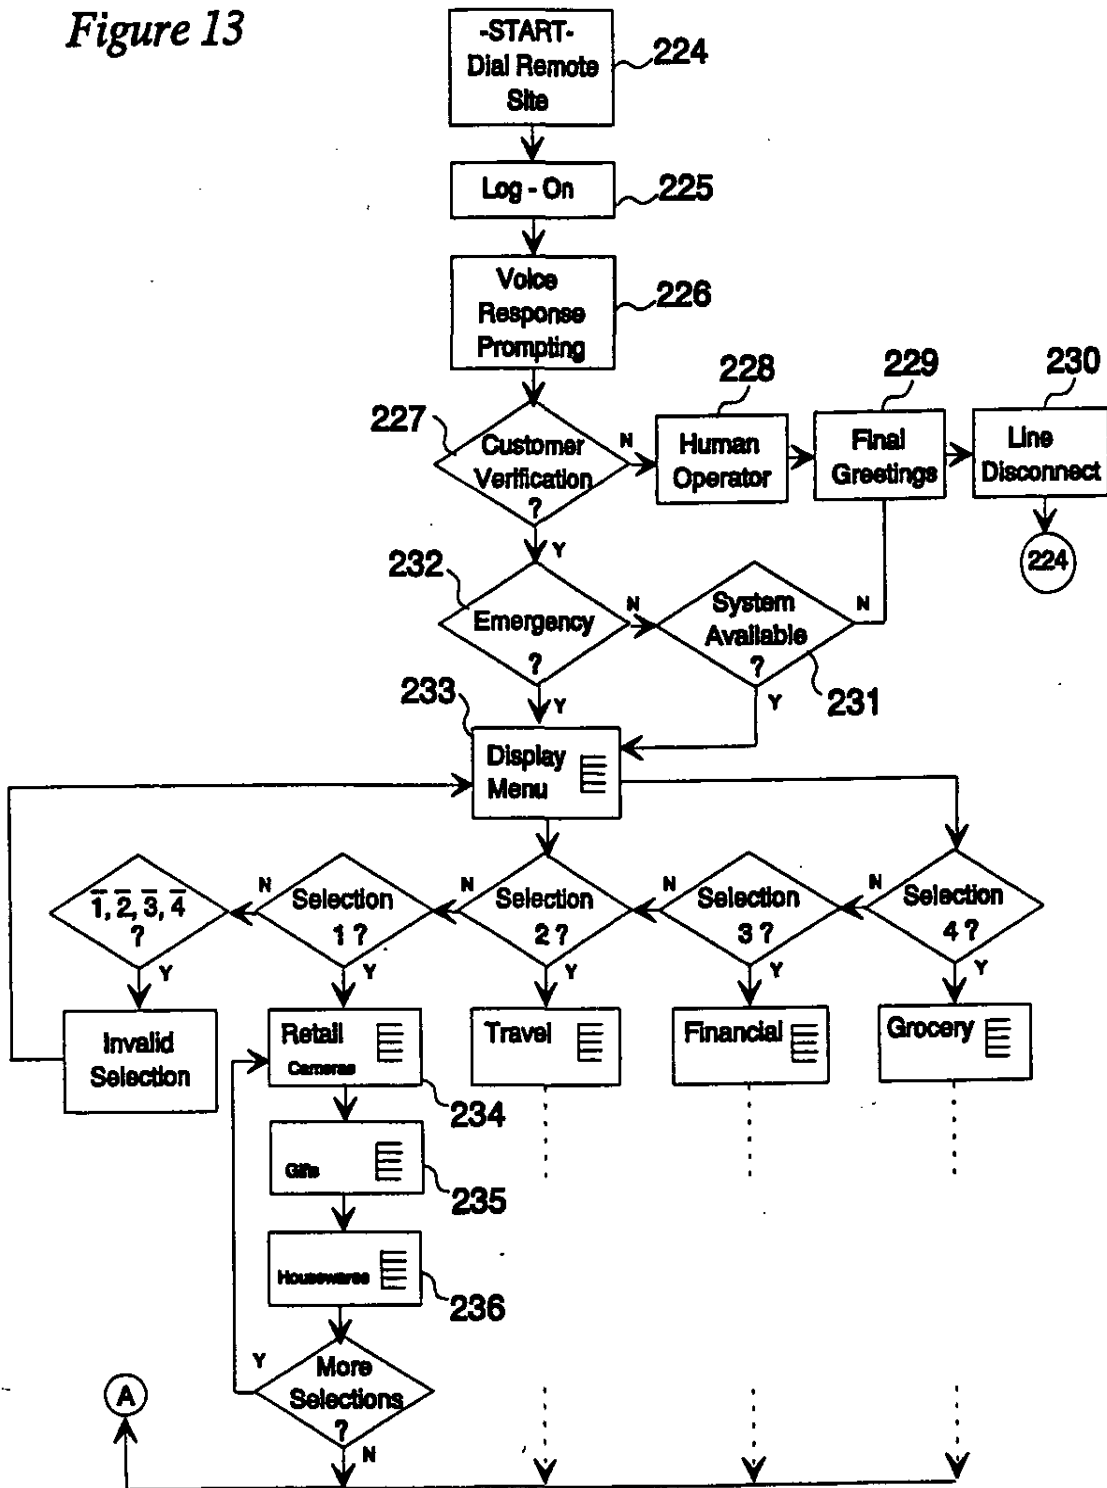 Figure 13
-START-
Dial Remote
Site
224
Log - On
225
Voice
Response
Prompting
226
227
Customer
Verification
?
N
Y
228
Human
Operator
229
Final
Greetings
230
Line
Disconnect
224
232
Emergency
?
N
Y
System
Available
?
N
Y
231
233
Display
Menu
1̅, 2̅, 3̅, 4̅
?
Y
N
Selection
1 ?
Y
N
Selection
2 ?
Y
N
Selection
3 ?
Y
N
Selection
4 ?
Y
Invalid
Selection
Retail
Cameras
234
Travel
Financial
Grocery
Gifts
235
Housewares
236
Y
More
Selections
?
N
A